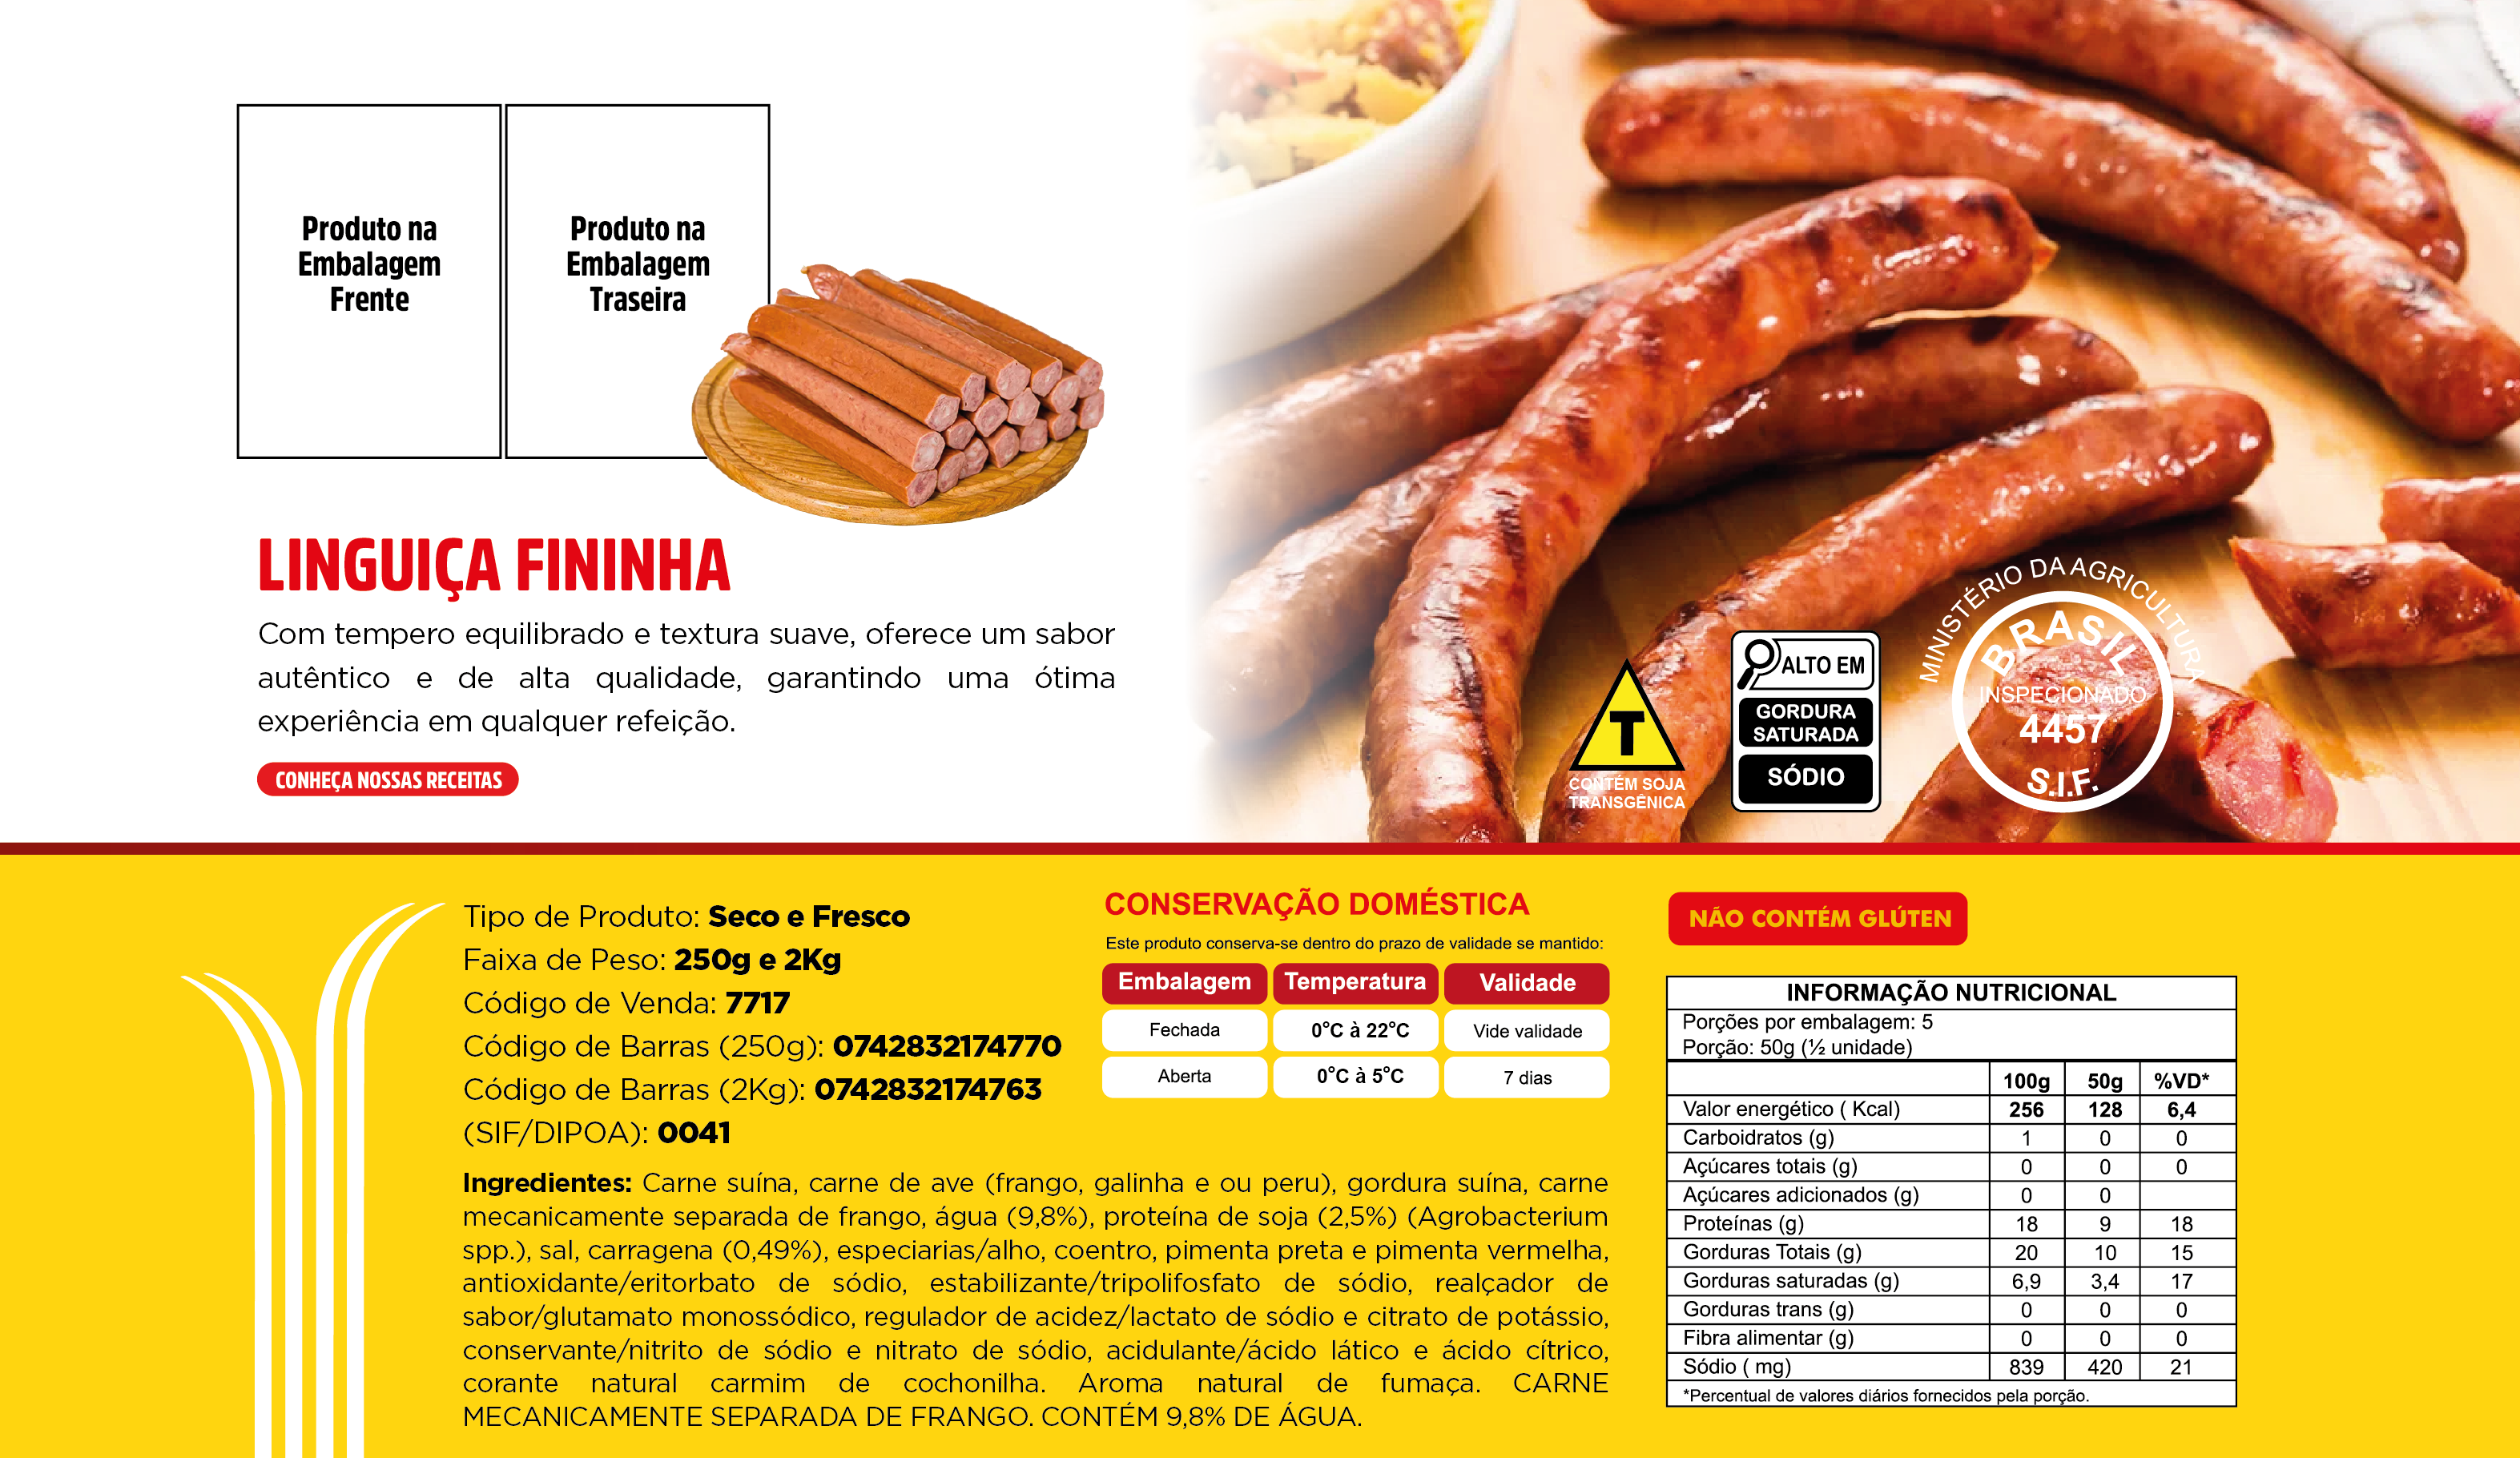 Produto na
Embalagem
Frente
Produto na
Embalagem
Traseira
LINGUIÇA FININHA
Com tempero equilibrado e textura suave, oferece um sabor
autêntico e de alta qualidade, garantindo uma ótima
experiência em qualquer refeição.
CONHEÇA NOSSAS RECEITAS
T
CONTÉM SOJA
TRANSGÊNICA
ALTO EM
GORDURA
SATURADA
SÓDIO
MINISTÉRIO DA AGRICULTURA
BRASIL
INSPECIONADO
4457
S.I.F.
Tipo de Produto: Seco e Fresco
Faixa de Peso: 250g e 2Kg
Código de Venda: 7717
Código de Barras (250g): 0742832174770
Código de Barras (2Kg): 0742832174763
(SIF/DIPOA): 0041
CONSERVAÇÃO DOMÉSTICA
Este produto conserva-se dentro do prazo de validade se mantido:
Embalagem Temperatura Validade
Fechada 0°C à 22°C Vide validade
Aberta 0°C à 5°C 7 dias
Ingredientes: Carne suína, carne de ave (frango, galinha e ou peru), gordura suína, carne
mecanicamente separada de frango, água (9,8%), proteína de soja (2,5%) (Agrobacterium
spp.), sal, carragena (0,49%), especiarias/alho, coentro, pimenta preta e pimenta vermelha,
antioxidante/eritorbato de sódio, estabilizante/tripolifosfato de sódio, realçador de
sabor/glutamato monossódico, regulador de acidez/lactato de sódio e citrato de potássio,
conservante/nitrito de sódio e nitrato de sódio, acidulante/ácido lático e ácido cítrico,
corante natural carmim de cochonilha. Aroma natural de fumaça. CARNE
MECANICAMENTE SEPARADA DE FRANGO. CONTÉM 9,8% DE ÁGUA.
NÃO CONTÉM GLÚTEN
INFORMAÇÃO NUTRICIONAL
Porções por embalagem: 5
Porção: 50g (½ unidade)
100g 50g %VD*
Valor energético ( Kcal) 256 128 6,4
Carboidratos (g) 1 0 0
Açúcares totais (g) 0 0 0
Açúcares adicionados (g) 0 0
Proteínas (g) 18 9 18
Gorduras Totais (g) 20 10 15
Gorduras saturadas (g) 6,9 3,4 17
Gorduras trans (g) 0 0 0
Fibra alimentar (g) 0 0 0
Sódio ( mg) 839 420 21
*Percentual de valores diários fornecidos pela porção.